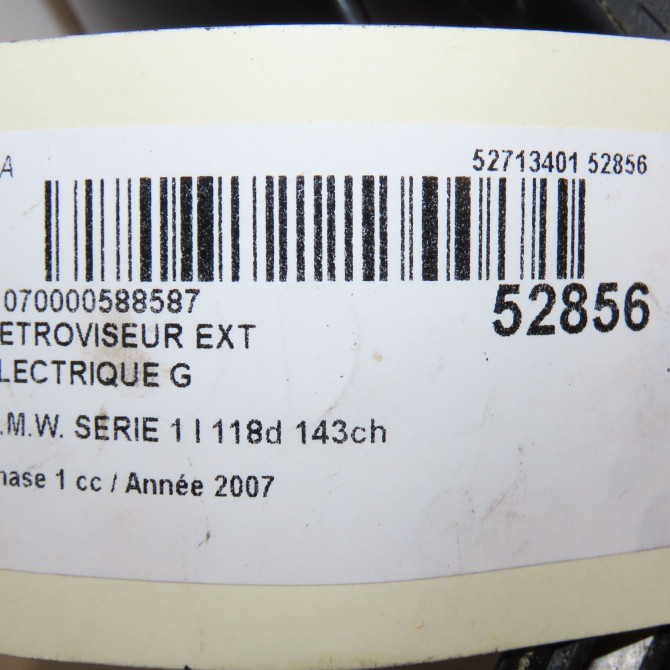 A 52713401 52856
070000588587
52856
ETROVISEUR EXT
LECTRIQUE G
.M.W. SERIE 1 I 118d 143ch
hase 1 cc / Année 2007